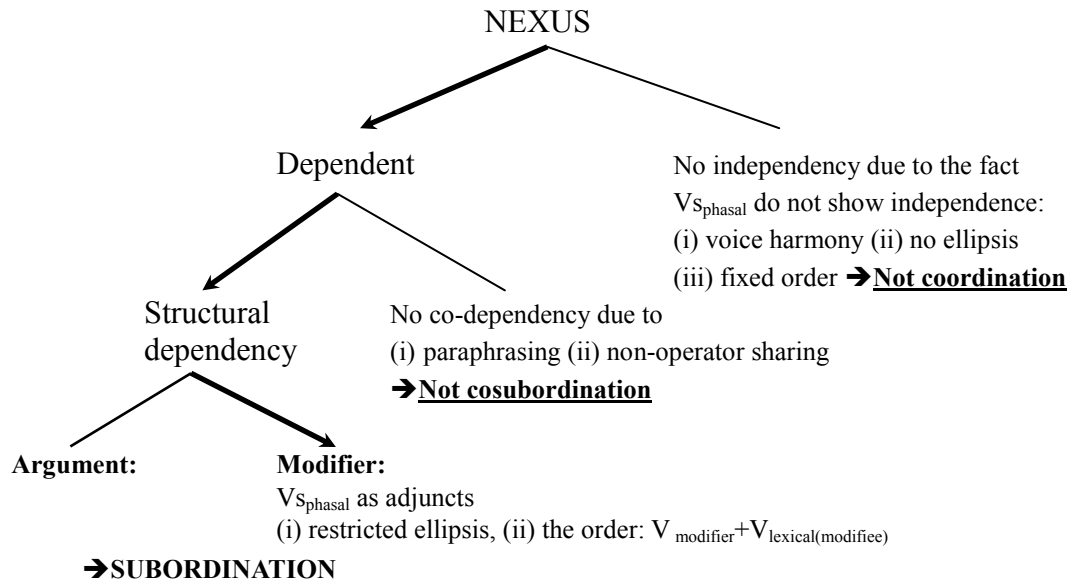 NEXUS
Dependent
No independency due to the fact
Vsphasal do not show independence:
(i) voice harmony (ii) no ellipsis
(iii) fixed order ➔Not coordination
Structural
dependency
No co-dependency due to
(i) paraphrasing (ii) non-operator sharing
➔Not cosubordination
Argument:
Modifier:
Vsphasal as adjuncts
(i) restricted ellipsis, (ii) the order: V modifier+Vlexical(modifiee)
➔SUBORDINATION